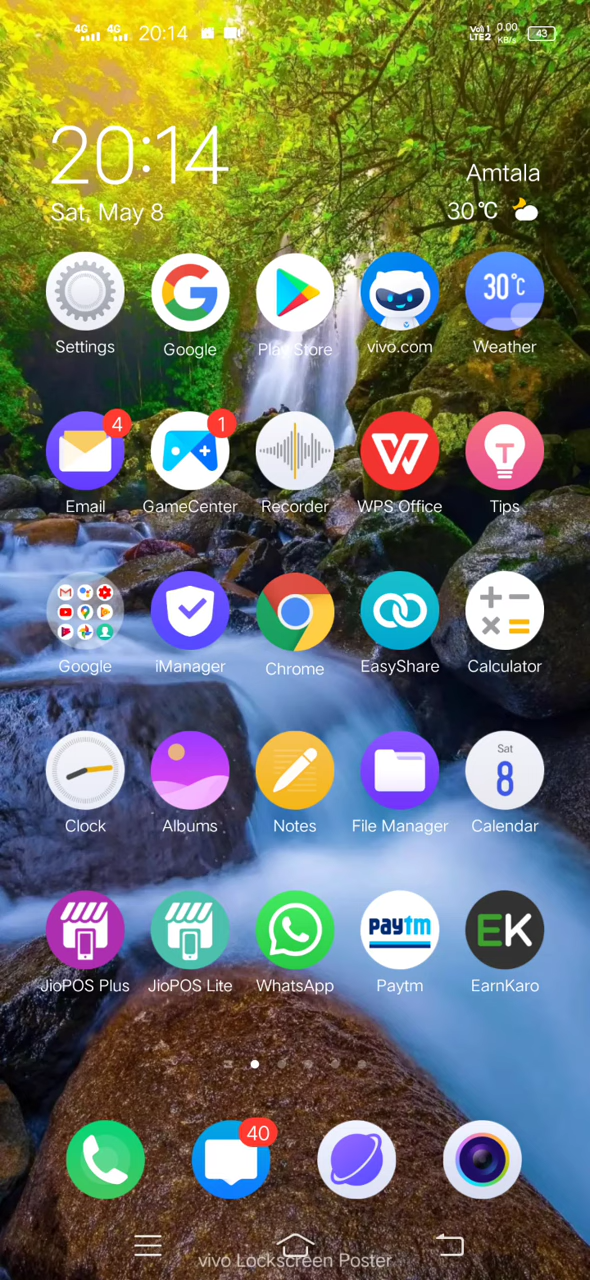 4G 4G 20:14 Vo)) 1 LTE2 0.00 KB/s 43
20:14
Sat, May 8
Amtala
30°C
30°c
Settings Google Play Store vivo.com Weather
4 1 T
Email GameCenter Recorder WPS Office Tips
Google iManager Chrome EasyShare Calculator
Sat
8
Clock Albums Notes File Manager Calendar
paytm EK
JioPOS Plus JioPOS Lite WhatsApp Paytm EarnKaro
40
vivo Lockscreen Poster